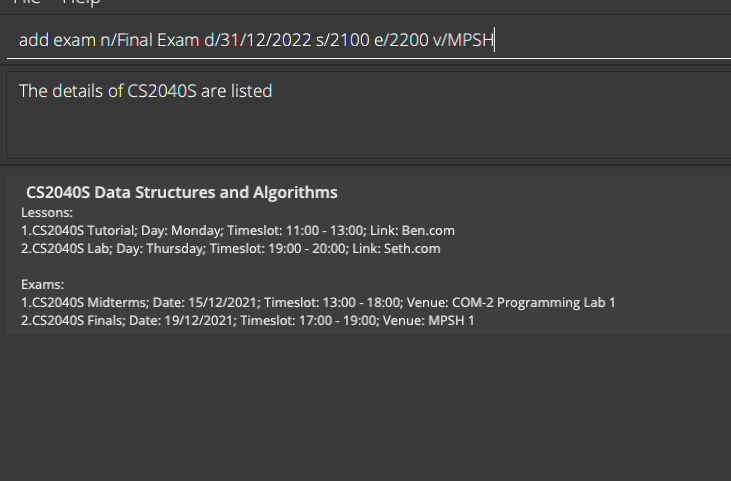 File Help
add exam n/Final Exam d/31/12/2022 s/2100 e/2200 v/MPSH
The details of CS2040S are listed
CS2040S Data Structures and Algorithms
Lessons:
1.CS2040S Tutorial; Day: Monday; Timeslot: 11:00 - 13:00; Link: Ben.com
2.CS2040S Lab; Day: Thursday; Timeslot: 19:00 - 20:00; Link: Seth.com
Exams:
1.CS2040S Midterms; Date: 15/12/2021; Timeslot: 13:00 - 18:00; Venue: COM-2 Programming Lab 1
2.CS2040S Finals; Date: 19/12/2021; Timeslot: 17:00 - 19:00; Venue: MPSH 1